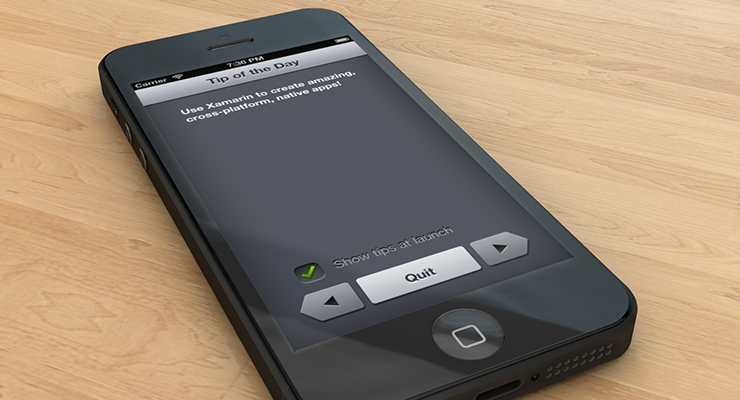 Carrier 7:36 PM
Tip of the Day
Use Xamarin to create amazing,
cross-platform, native apps!
Show tips at launch
Quit